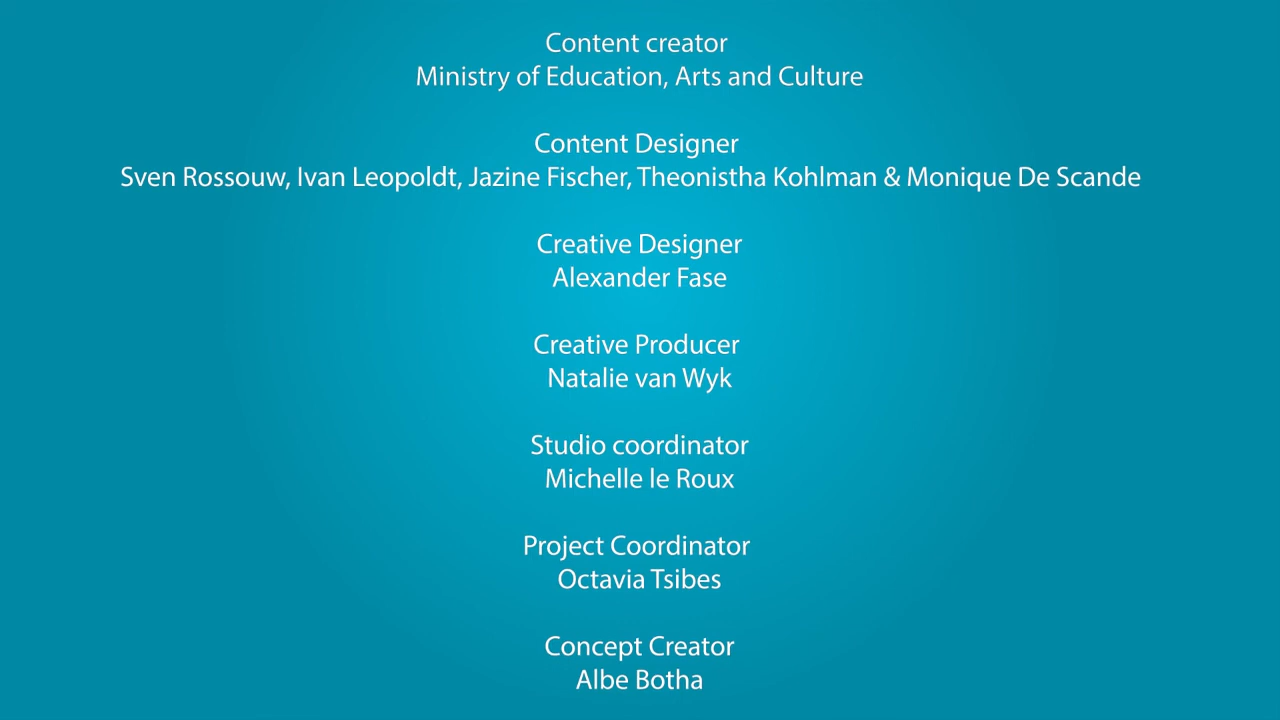 Content creator
Ministry of Education, Arts and Culture
Content Designer
Sven Rossouw, Ivan Leopoldt, Jazine Fischer, Theonistha Kohlman & Monique De Scande
Creative Designer
Alexander Fase
Creative Producer
Natalie van Wyk
Studio coordinator
Michelle le Roux
Project Coordinator
Octavia Tsibes
Concept Creator
Albe Botha